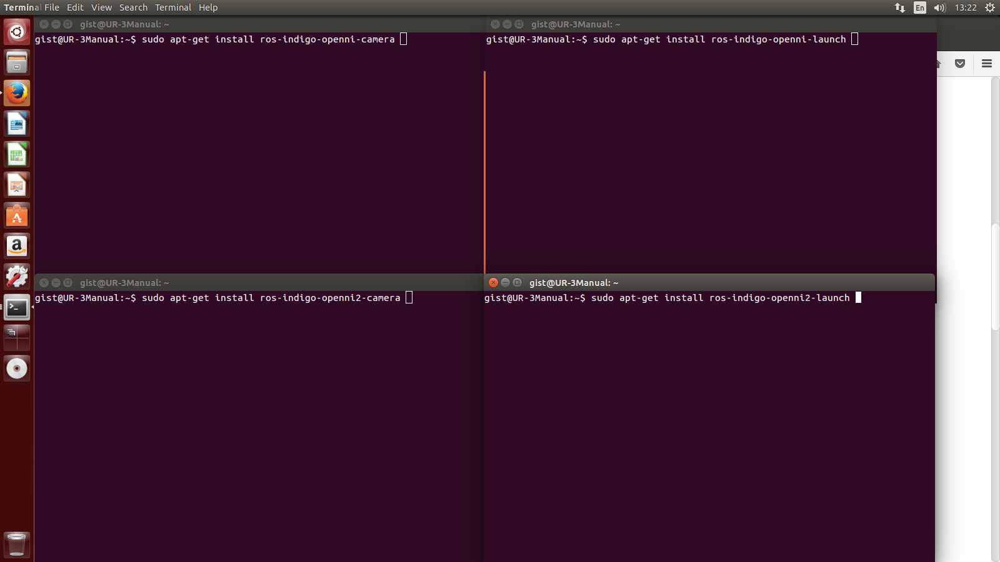 Terminal File Edit View Search Terminal Help
En 13:22
gist@UR-3Manual: ~
gist@UR-3Manual:~$ sudo apt-get install ros-indigo-openni-camera
gist@UR-3Manual: ~
gist@UR-3Manual:~$ sudo apt-get install ros-indigo-openni-launch
gist@UR-3Manual: ~
gist@UR-3Manual:~$ sudo apt-get install ros-indigo-openni2-camera
gist@UR-3Manual: ~
gist@UR-3Manual:~$ sudo apt-get install ros-indigo-openni2-launch